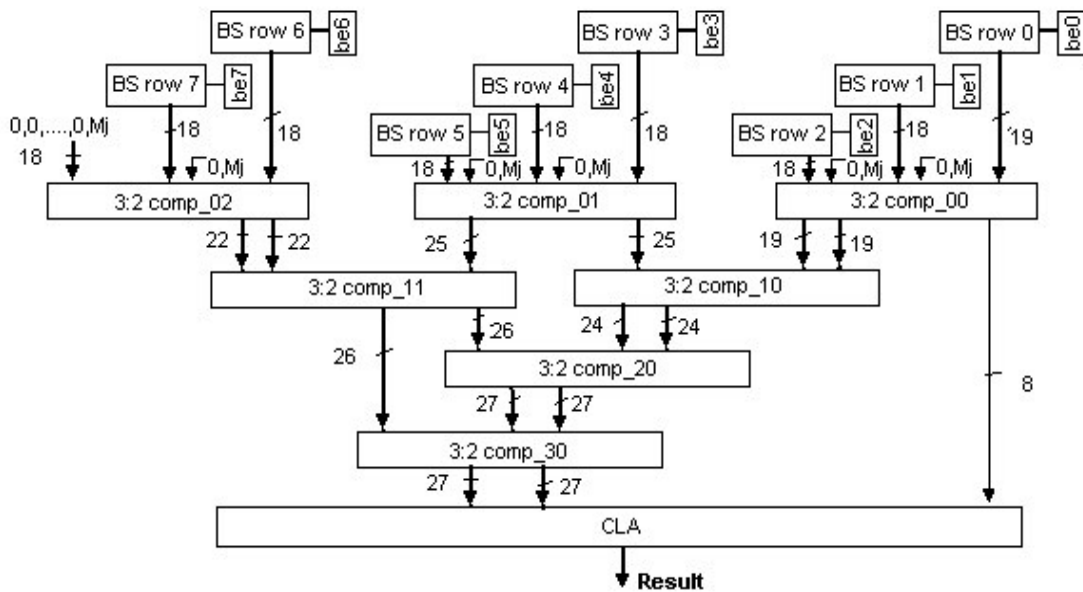 BS row 6
be6
BS row 3
be3
BS row 0
be0
BS row 7
be7
BS row 4
be4
BS row 1
be1
0,0,....,0,Mj
18
18
BS row 5
be5
18
18
BS row 2
be2
18
19
18
0,Mj
18
0,Mj
0,Mj
18
0,Mj
0,Mj
3:2 comp_02
3:2 comp_01
3:2 comp_00
22
22
25
25
19
19
3:2 comp_11
3:2 comp_10
26
26
24
24
3:2 comp_20
8
27
27
3:2 comp_30
27
27
CLA
Result